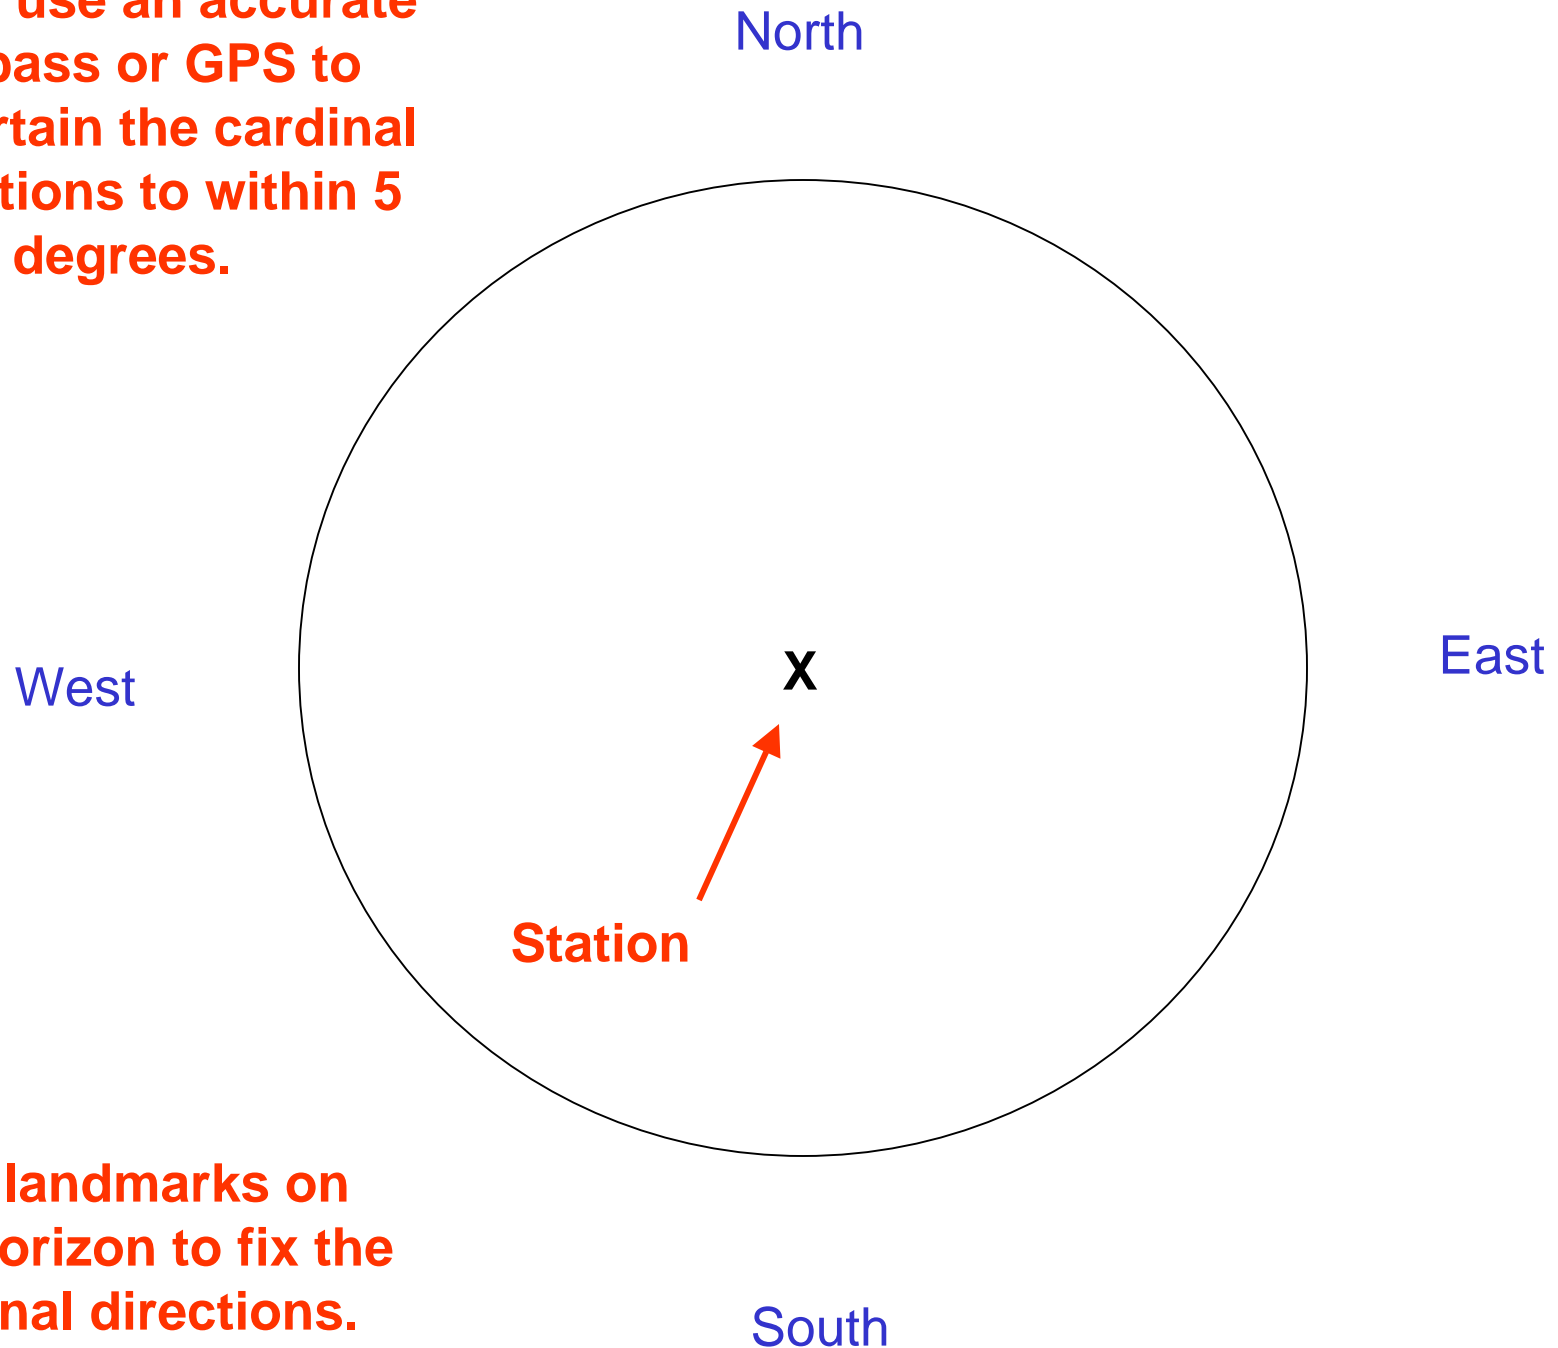 use an accurate
pass or GPS to
rtain the cardinal
tions to within 5
degrees.
North
West
X
East
Station
landmarks on
orizon to fix the
nal directions.
South